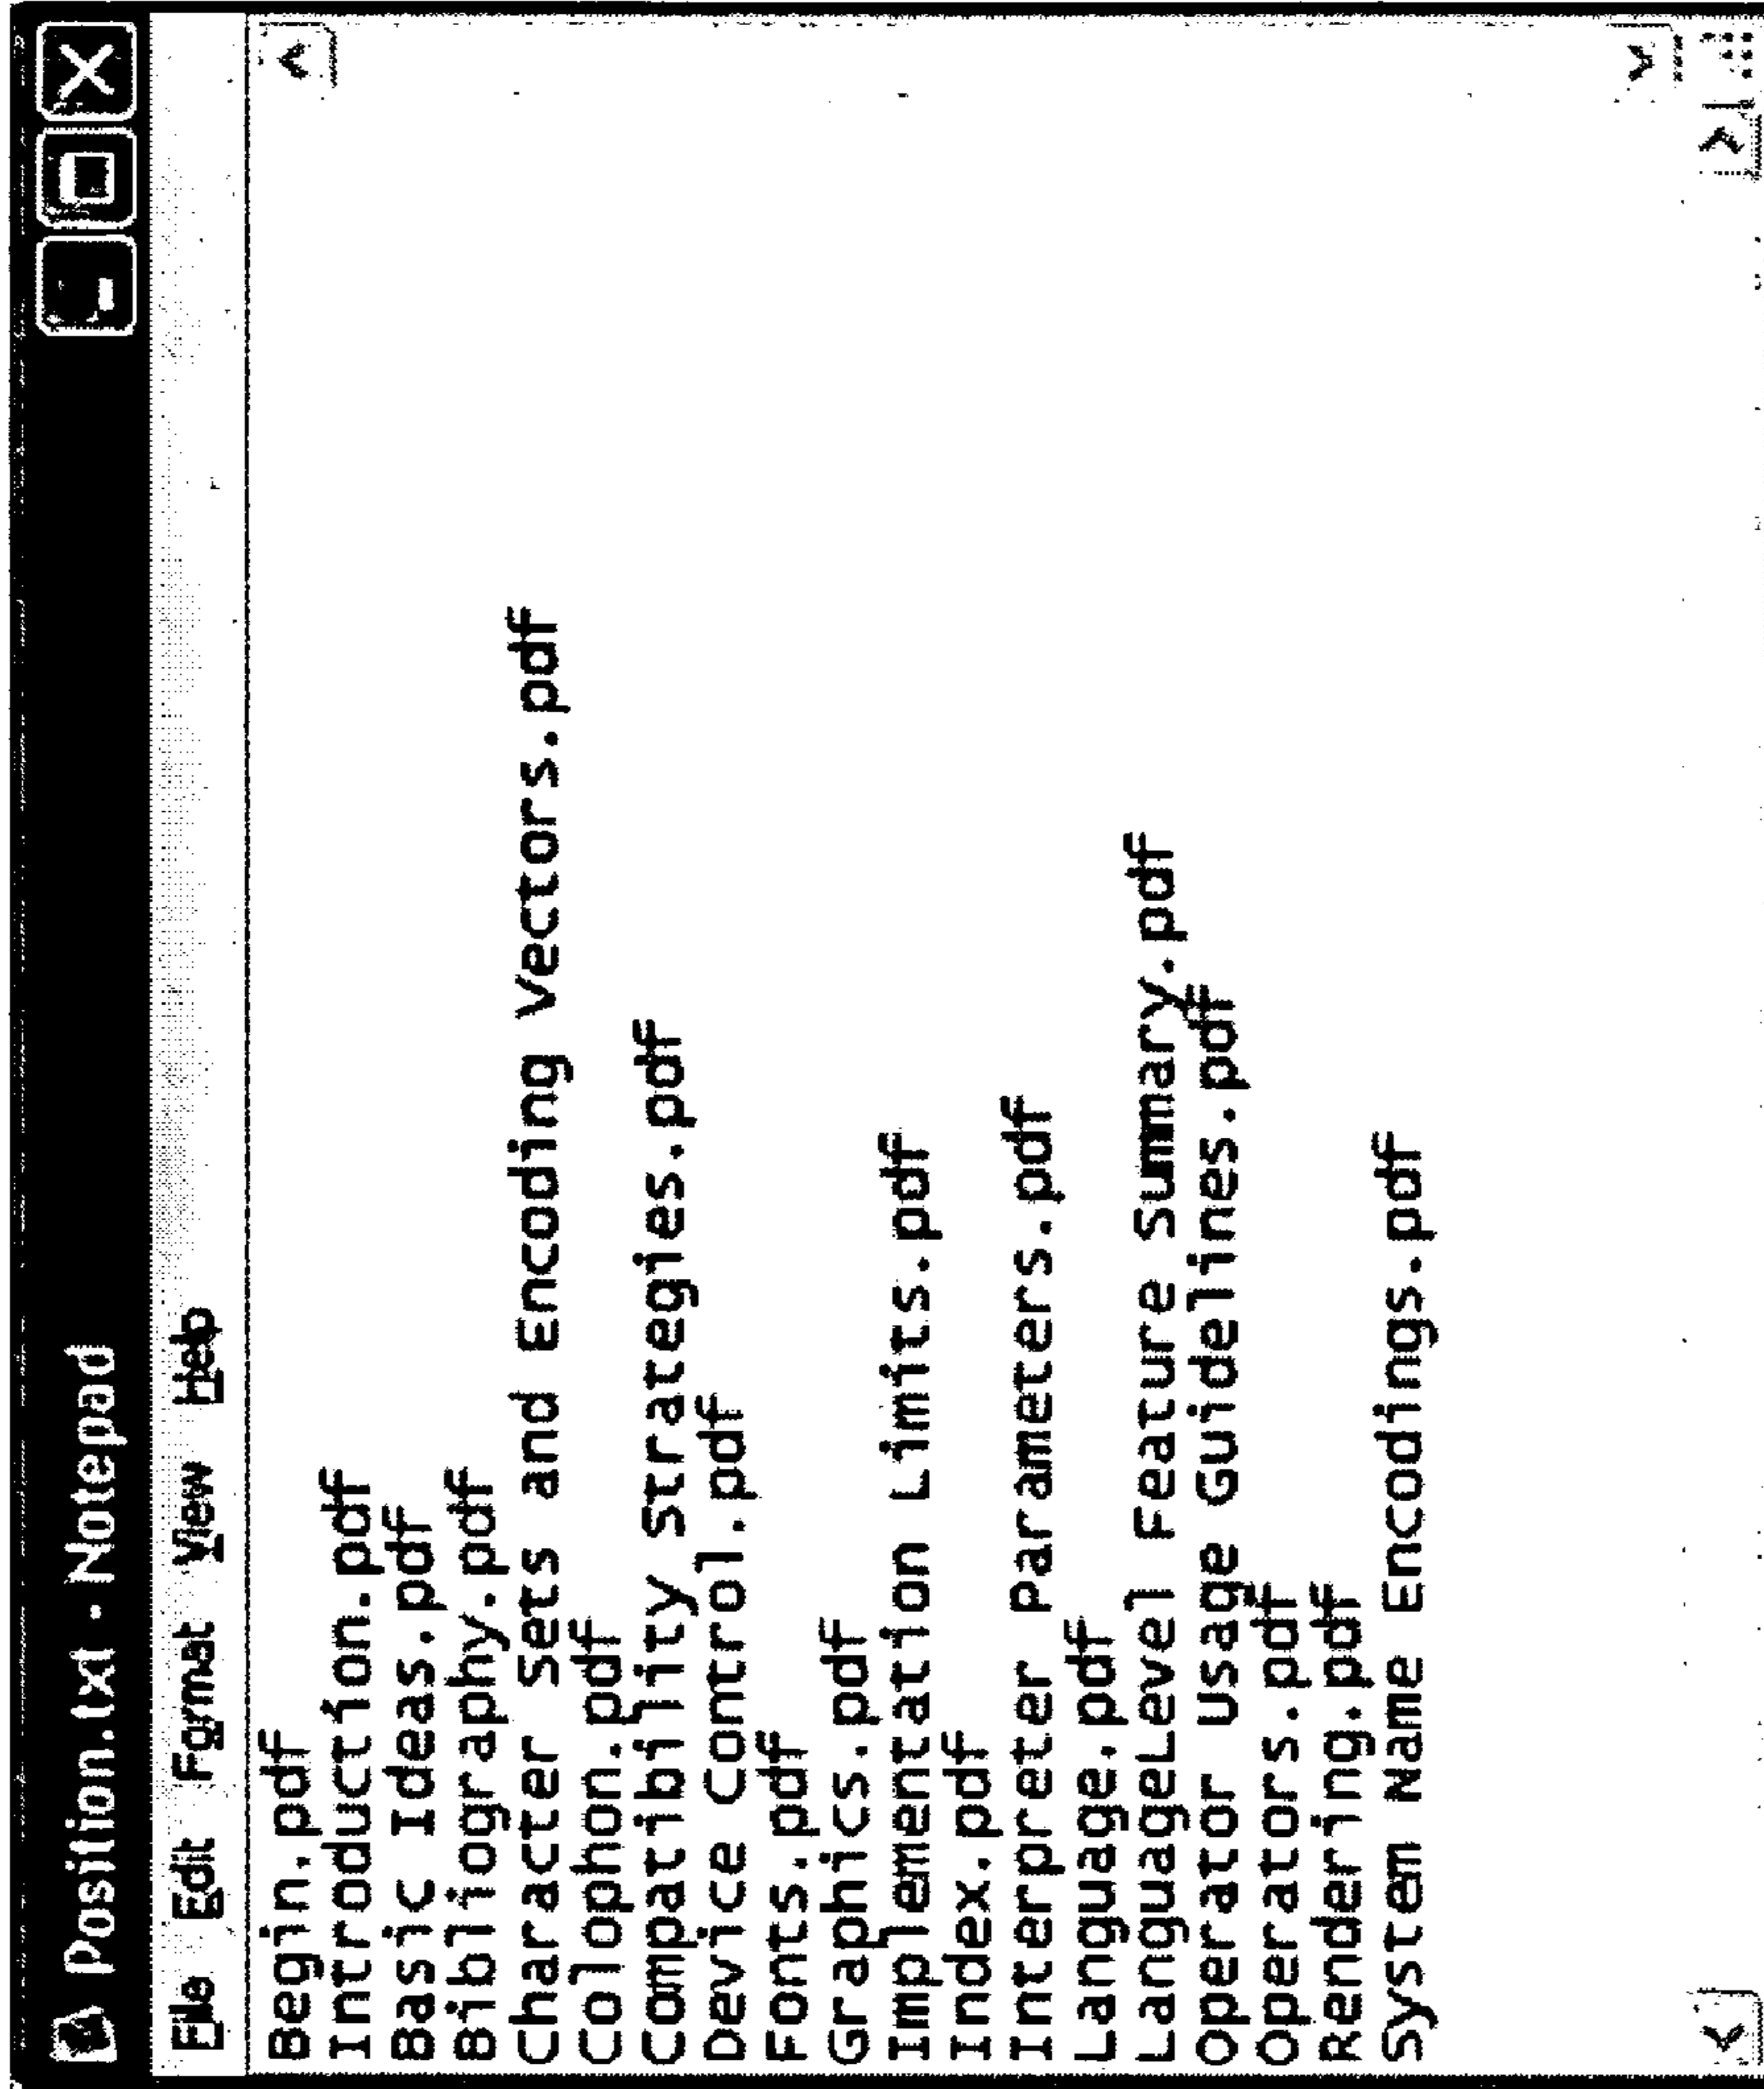 Position.txt - Notepad
File Edit Format View Help
Begin.pdf
Introduction.pdf
Basic Ideas.pdf
Bibliography.pdf
Character Sets and Encoding Vectors.pdf
Colophon.pdf
Compatibility Strategies.pdf
Device Control.pdf
Fonts.pdf
Graphics.pdf
Implementation Limits.pdf
Index.pdf
Interpreter Parameters.pdf
Language.pdf
LanguageLevel Feature Summary.pdf
Operator Usage Guidelines.pdf
Operators.pdf
Rendering.pdf
System Name Encodings.pdf